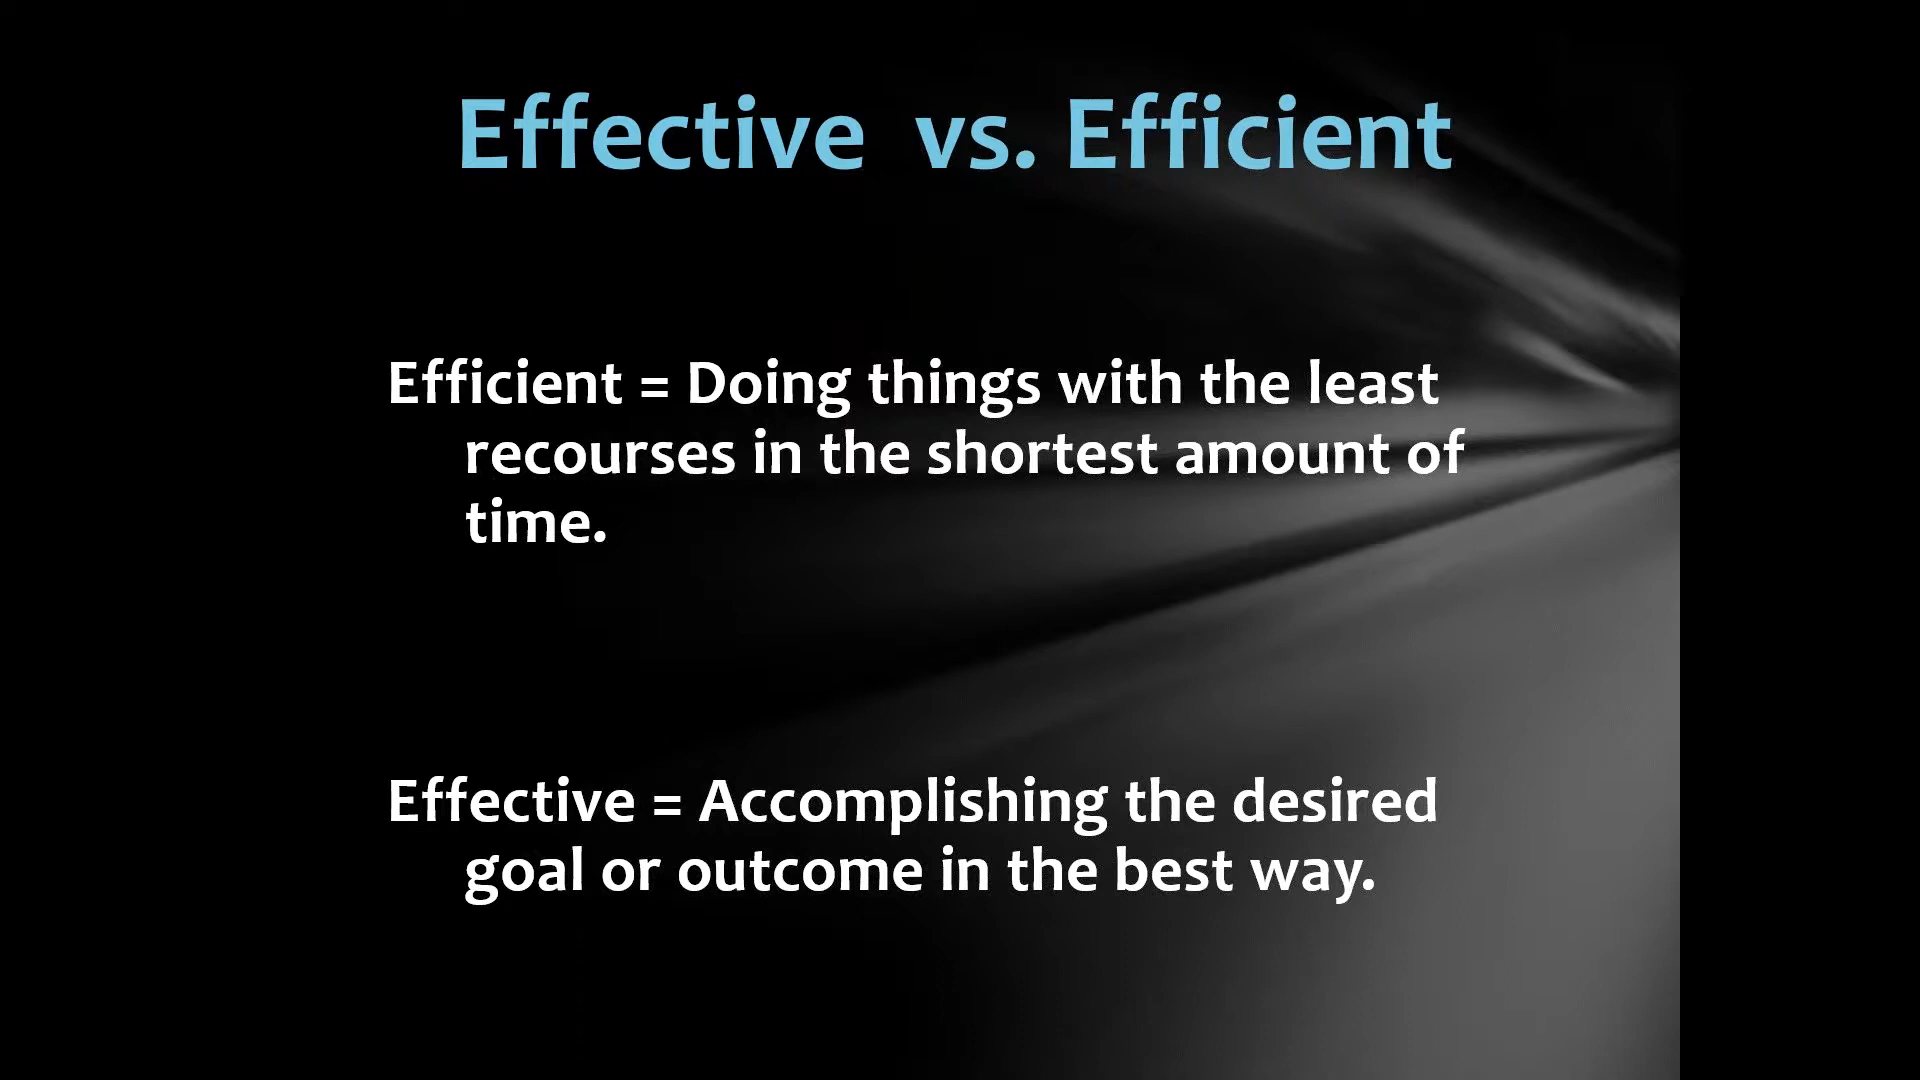 Effective  vs. Efficient
Efficient = Doing things with the least
recourses in the shortest amount of
time.
Effective = Accomplishing the desired
goal or outcome in the best way.